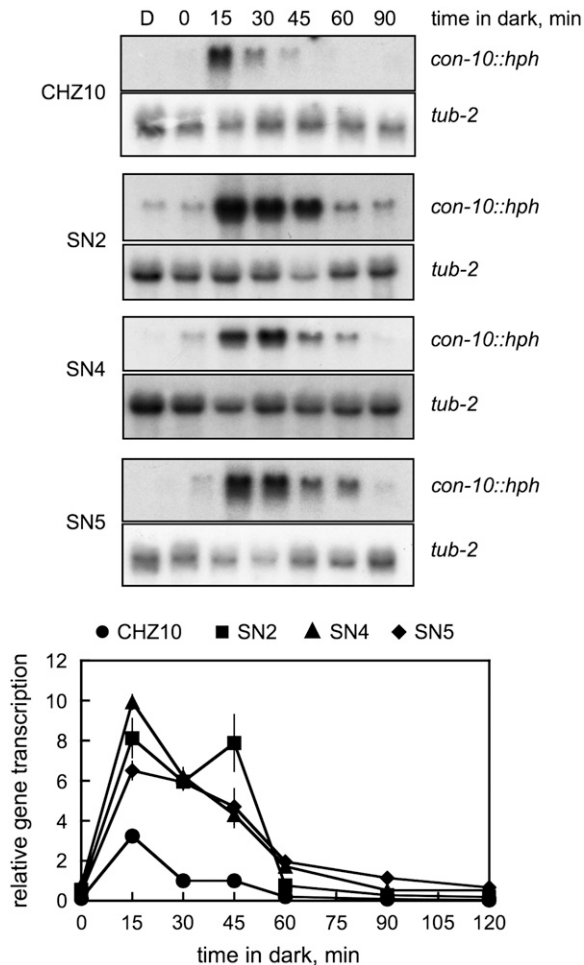 D 0 15 30 45 60 90 time in dark, min
con-10::hph
CHZ10
tub-2
con-10::hph
SN2
tub-2
con-10::hph
SN4
tub-2
con-10::hph
SN5
tub-2
CHZ10 SN2 SN4 SN5
12
10
8
6
4
2
0
relative gene transcription
0 15 30 45 60 75 90 105 120
time in dark, min